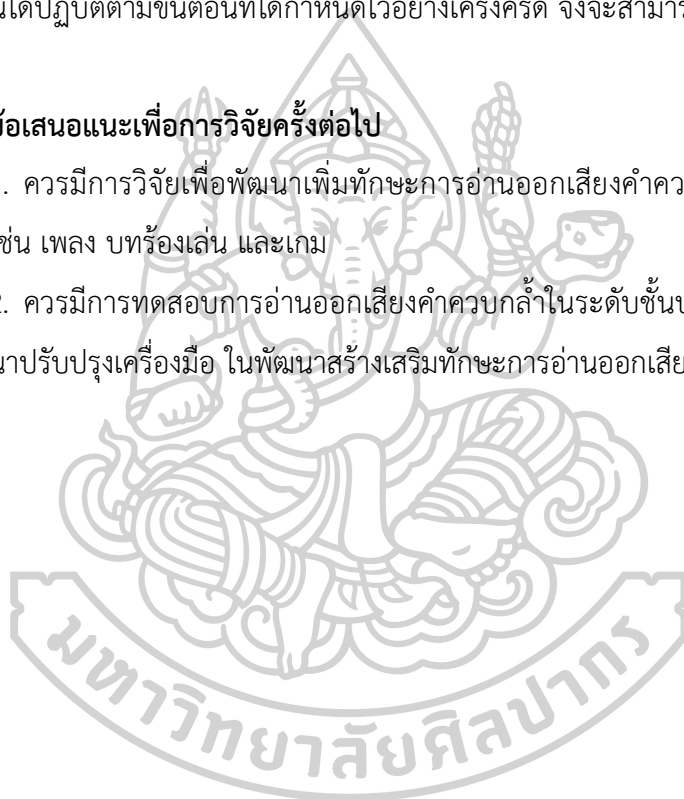 นได้ปฏิบัติตามขั้นตอนที่ได้กำหนดไว้อย่างเคร่งครัด จึงจะสามาร
ข้อเสนอแนะเพื่อการวิจัยครั้งต่อไป
. ควรมีการวิจัยเพื่อพัฒนาเพิ่มทักษะการอ่านออกเสียงคำคว
ช่น เพลง บทร้องเล่น และเกม
2. ควรมีการทดสอบการอ่านออกเสียงคำควบกล้ำในระดับชั้น
นาปรับปรุงเครื่องมือ ในพัฒนาสร้างเสริมทักษะการอ่านออกเสีย
มหาวิทยาลัยศิลปากร